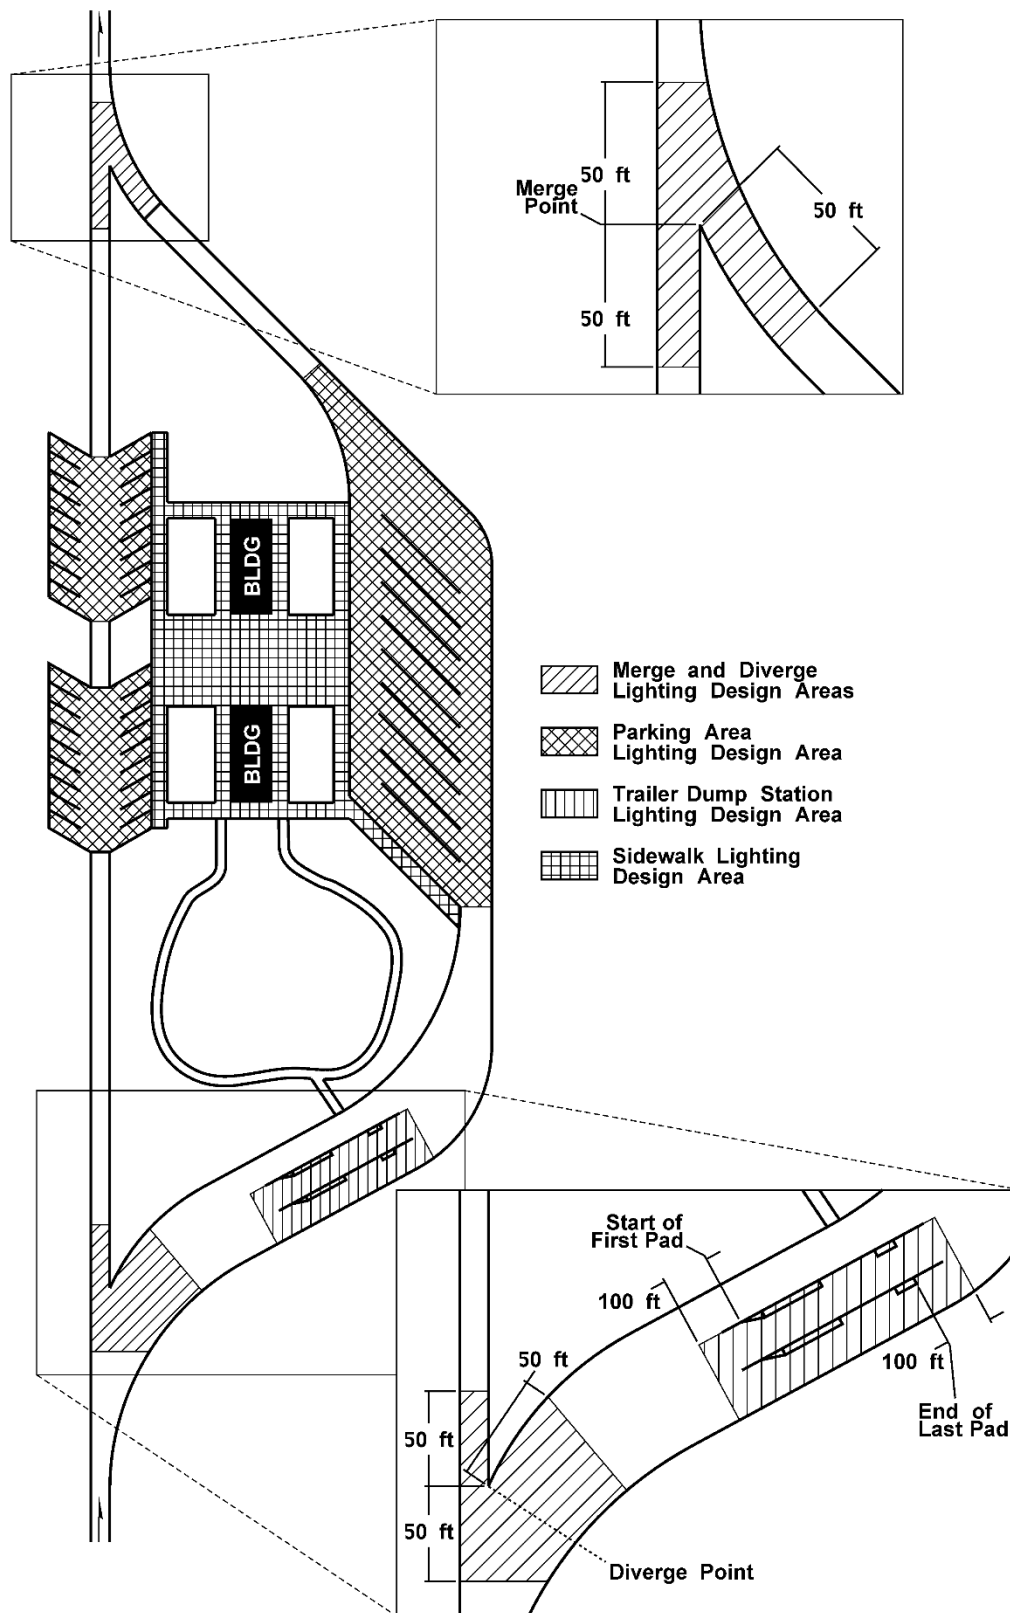 50 ft
Merge
Point
50 ft
50 ft
BLDG
BLDG
Merge and Diverge
Lighting Design Areas
Parking Area
Lighting Design Area
Trailer Dump Station
Lighting Design Area
Sidewalk Lighting
Design Area
Start of
First Pad
100 ft
50 ft
100 ft
End of
Last Pad
50 ft
50 ft
Diverge Point